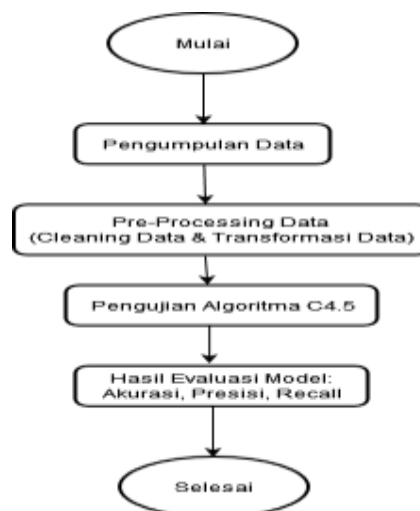 Mulai
Pengumpulan Data
Pre-Processing Data
(Cleaning Data & Transformasi Data)
Pengujian Algoritma C4.5
Hasil Evaluasi Model:
Akurasi, Presisi, Recall
Selesai